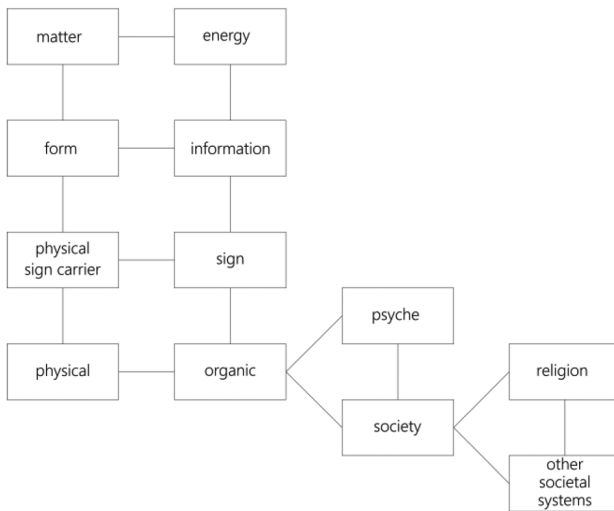 matter
energy
form
information
physical
sign carrier
sign
psyche
physical
organic
religion
society
other
societal
systems